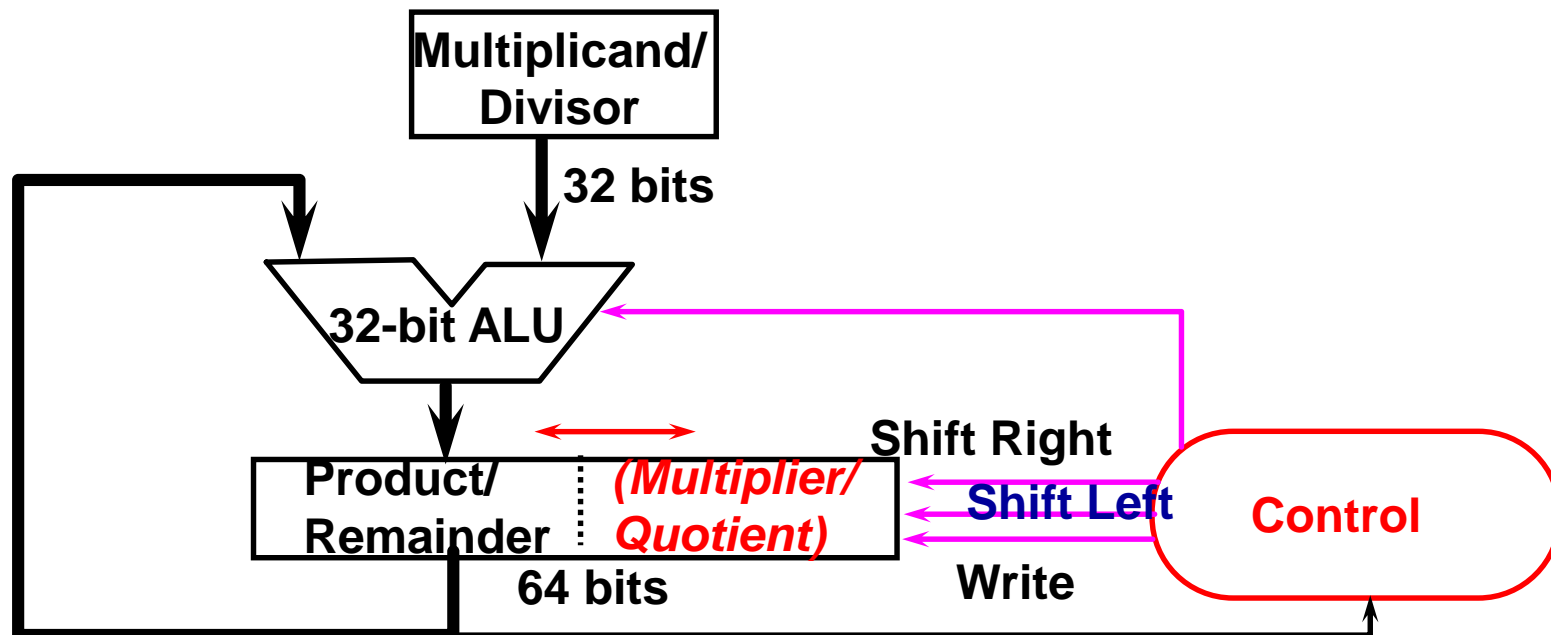 Multiplicand/
Divisor
32 bits
32-bit ALU
Shift Right
Product/
Remainder
(Multiplier/
Quotient)
Shift Left
Control
64 bits
Write